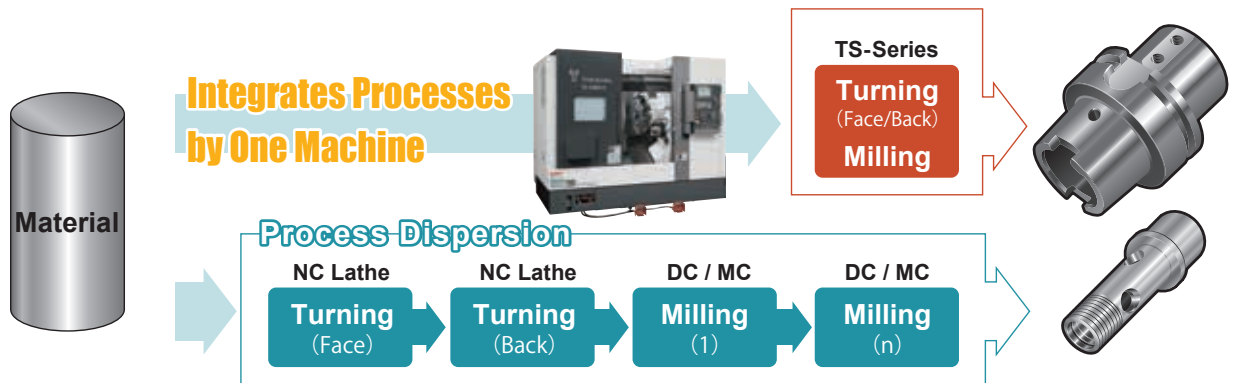 Material
Integrates Processes
by One Machine
TS-Series
Turning
(Face/Back)
Milling
Process Dispersion
NC Lathe
Turning
(Face)
NC Lathe
Turning
(Back)
DC / MC
Milling
(1)
DC / MC
Milling
(n)